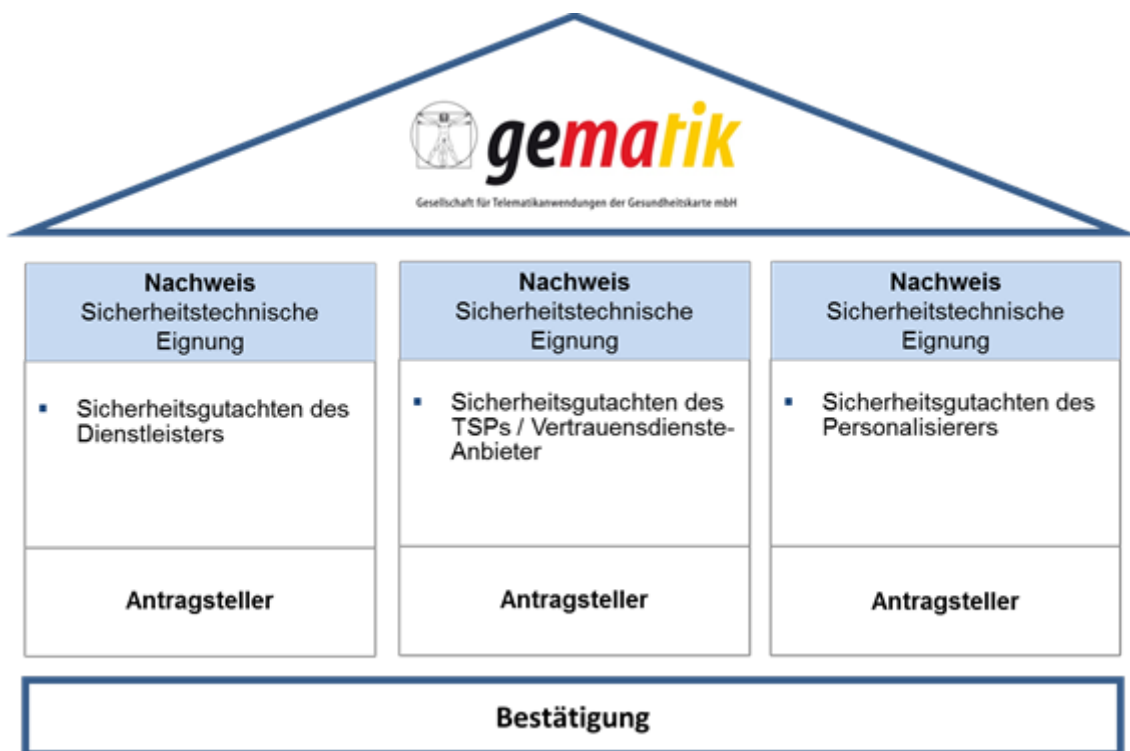 gematik
Gesellschaft für Telematikanwendungen der Gesundheitskarte mbH
Nachweis
Sicherheitstechnische
Eignung
▪ Sicherheitsgutachten des
Dienstleisters
Antragsteller
Nachweis
Sicherheitstechnische
Eignung
▪ Sicherheitsgutachten des
TSPs / Vertrauensdienste-
Anbieter
Antragsteller
Nachweis
Sicherheitstechnische
Eignung
▪ Sicherheitsgutachten des
Personalisierers
Antragsteller
Bestätigung